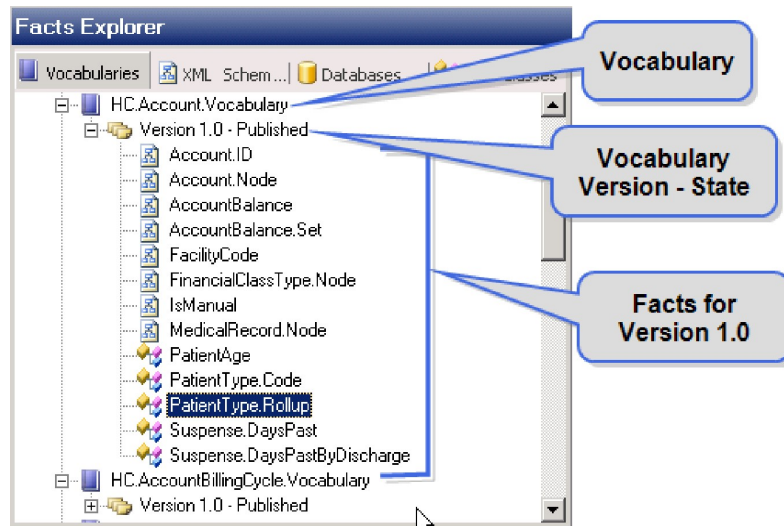 Facts Explorer
Vocabularies XML Schem... Databases
HC.Account.Vocabulary
Version 1.0 - Published
Account.ID
Account.Node
AccountBalance
AccountBalance.Set
FacilityCode
FinancialClassType.Node
IsManual
MedicalRecord.Node
PatientAge
PatientType.Code
PatientType.Rollup
Suspense.DaysPast
Suspense.DaysPastByDischarge
HC.AccountBillingCycle.Vocabulary
Version 1.0 - Published
Vocabulary
Vocabulary
Version - State
Facts for
Version 1.0